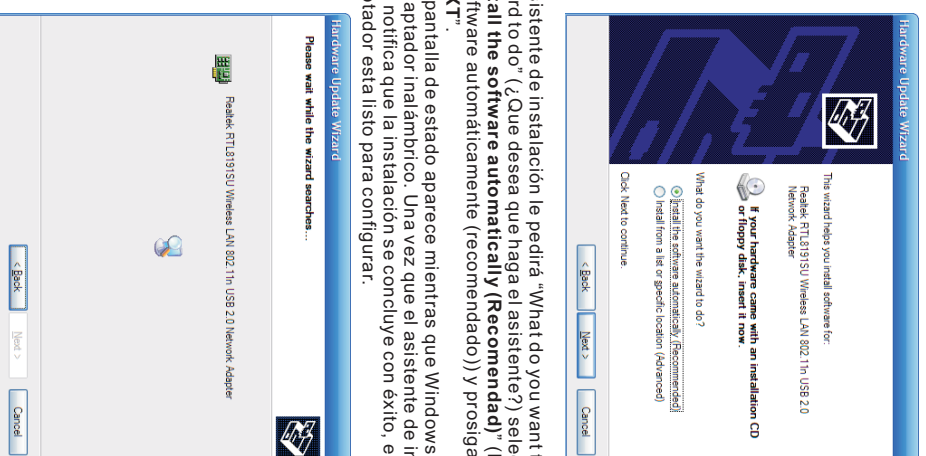 Hardware Update Wizard
This wizard helps you install software for:
Realtek RTL8191SU Wireless LAN 802.11n USB 2.0
Network Adapter
If your hardware came with an installation CD
or floppy disk, insert it now.
What do you want the wizard to do?
Install the software automatically (Recommended)
Install from a list or specific location (Advanced)
Click Next to continue.
< Back
Next >
Cancel
sistente de instalación le pedirá “What do you want
rd to do” (¿Que desea que haga el asistente?) sele
all the software automatically (Recomendad)”
ftware automáticamente (recomendado)) y prosiga
XT”.
pantalla de estado aparece mientras que Windows
aptador inalámbrico. Una vez que el asistente de
notifica que la instalación se concluye con éxito,
ptador esta listo para configurar.
Hardware Update Wizard
Please wait while the wizard searches...
Realtek RTL8191SU Wireless LAN 802.11n USB 2.0 Network Adapter
< Back
Next >
Cancel